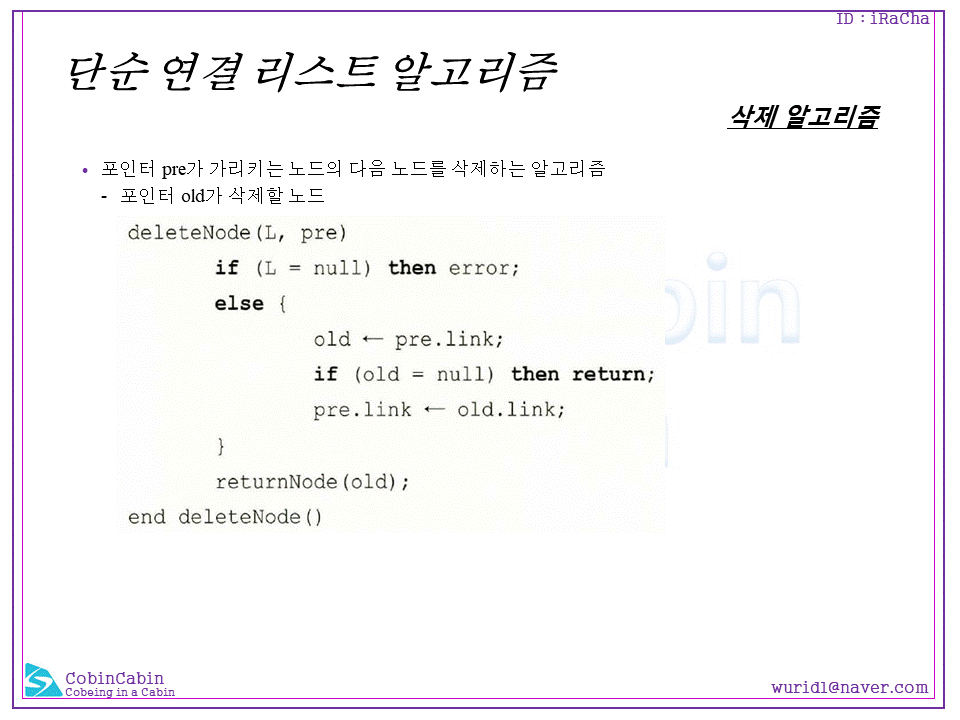 ID : iRaCha
단순 연결 리스트 알고리즘
삭제 알고리즘
• 포인터 pre가 가리키는 노드의 다음 노드를 삭제하는 알고리즘
- 포인터 old가 삭제할 노드
deleteNode(L, pre)
if (L = null) then error;
else {
old ← pre.link;
if (old = null) then return;
pre.link ← old.link;
}
returnNode(old);
end deleteNode()
CobinCabin
Cobeing in a Cabin
wurid1@naver.com